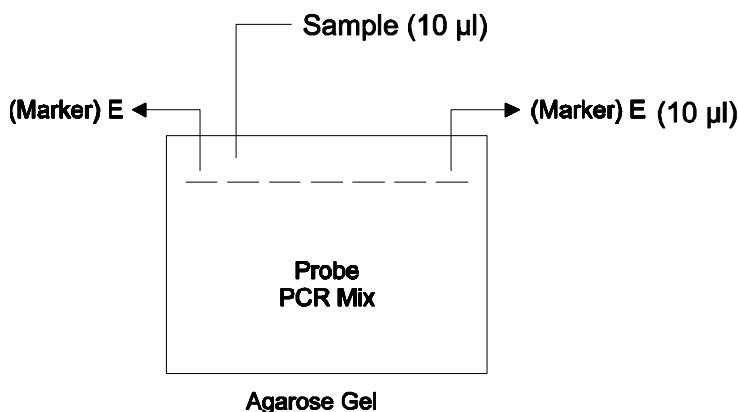 Sample (10 µl)
(Marker) E
(Marker) E (10 µl)
Probe
PCR Mix
Agarose Gel